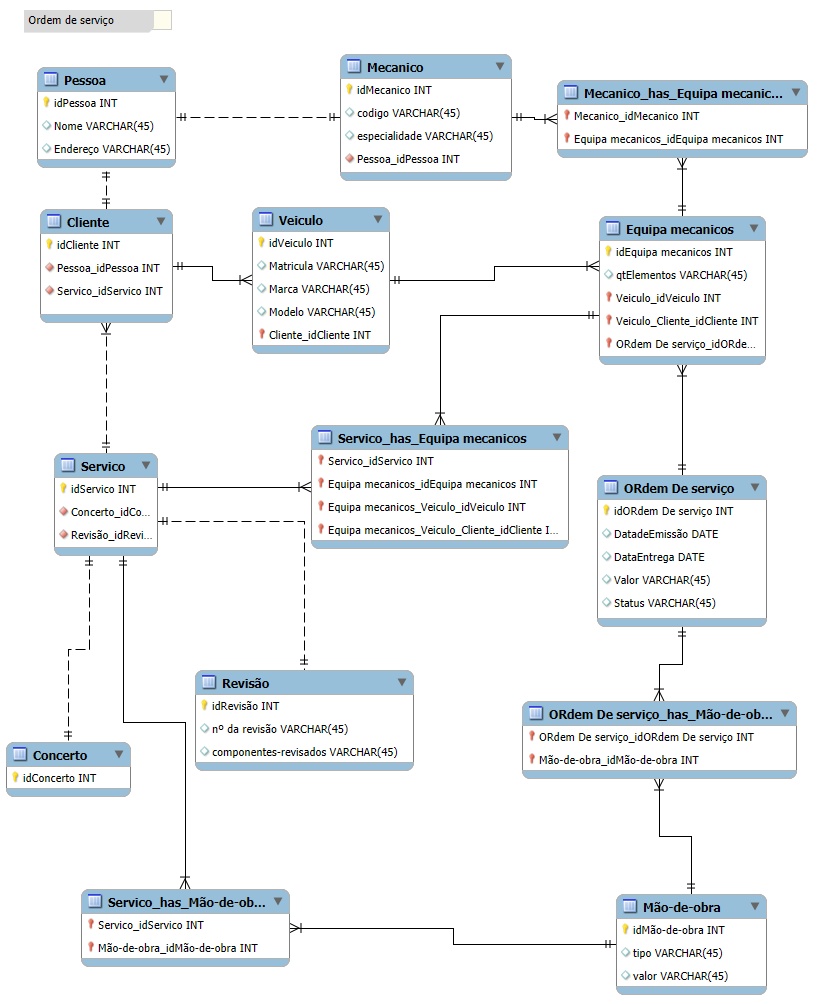 Ordem de serviço
Pessoa
idPessoa INT
Nome VARCHAR(45)
Endereço VARCHAR(45)
Mecanico
idMecanico INT
codigo VARCHAR(45)
especialidade VARCHAR(45)
Pessoa_idPessoa INT
Mecanico_has_Equipa mecanic...
Mecanico_idMecanico INT
Equipa mecanicos_idEquipa mecanicos INT
Cliente
idCliente INT
Pessoa_idPessoa INT
Servico_idServico INT
Veiculo
idVeiculo INT
Matricula VARCHAR(45)
Marca VARCHAR(45)
Modelo VARCHAR(45)
Cliente_idCliente INT
Equipa mecanicos
idEquipa mecanicos INT
qtElementos VARCHAR(45)
Veiculo_idVeiculo INT
Veiculo_Cliente_idCliente INT
ORdem De serviço_idORde...
Servico_has_Equipa mecanicos
Servico_idServico INT
Equipa mecanicos_idEquipa mecanicos INT
Equipa mecanicos_Veiculo_idVeiculo INT
Equipa mecanicos_Veiculo_Cliente_idCliente I...
Servico
idServico INT
Concerto_idCo...
Revisão_idRevi...
ORdem De serviço
idORdem De serviço INT
DatadeEmissão DATE
DataEntrega DATE
Valor VARCHAR(45)
Status VARCHAR(45)
Revisão
idRevisão INT
nº da revisão VARCHAR(45)
componentes-revisados VARCHAR(45)
ORdem De serviço_has_Mão-de-ob...
ORdem De serviço_idORdem De serviço INT
Mão-de-obra_idMão-de-obra INT
Concerto
idConcerto INT
Servico_has_Mão-de-ob...
Servico_idServico INT
Mão-de-obra_idMão-de-obra INT
Mão-de-obra
idMão-de-obra INT
tipo VARCHAR(45)
valor VARCHAR(45)